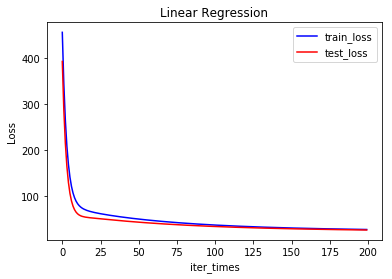 Linear Regression
train_loss
test_loss
Loss
400
300
200
100
0 25 50 75 100 125 150 175 200
iter_times